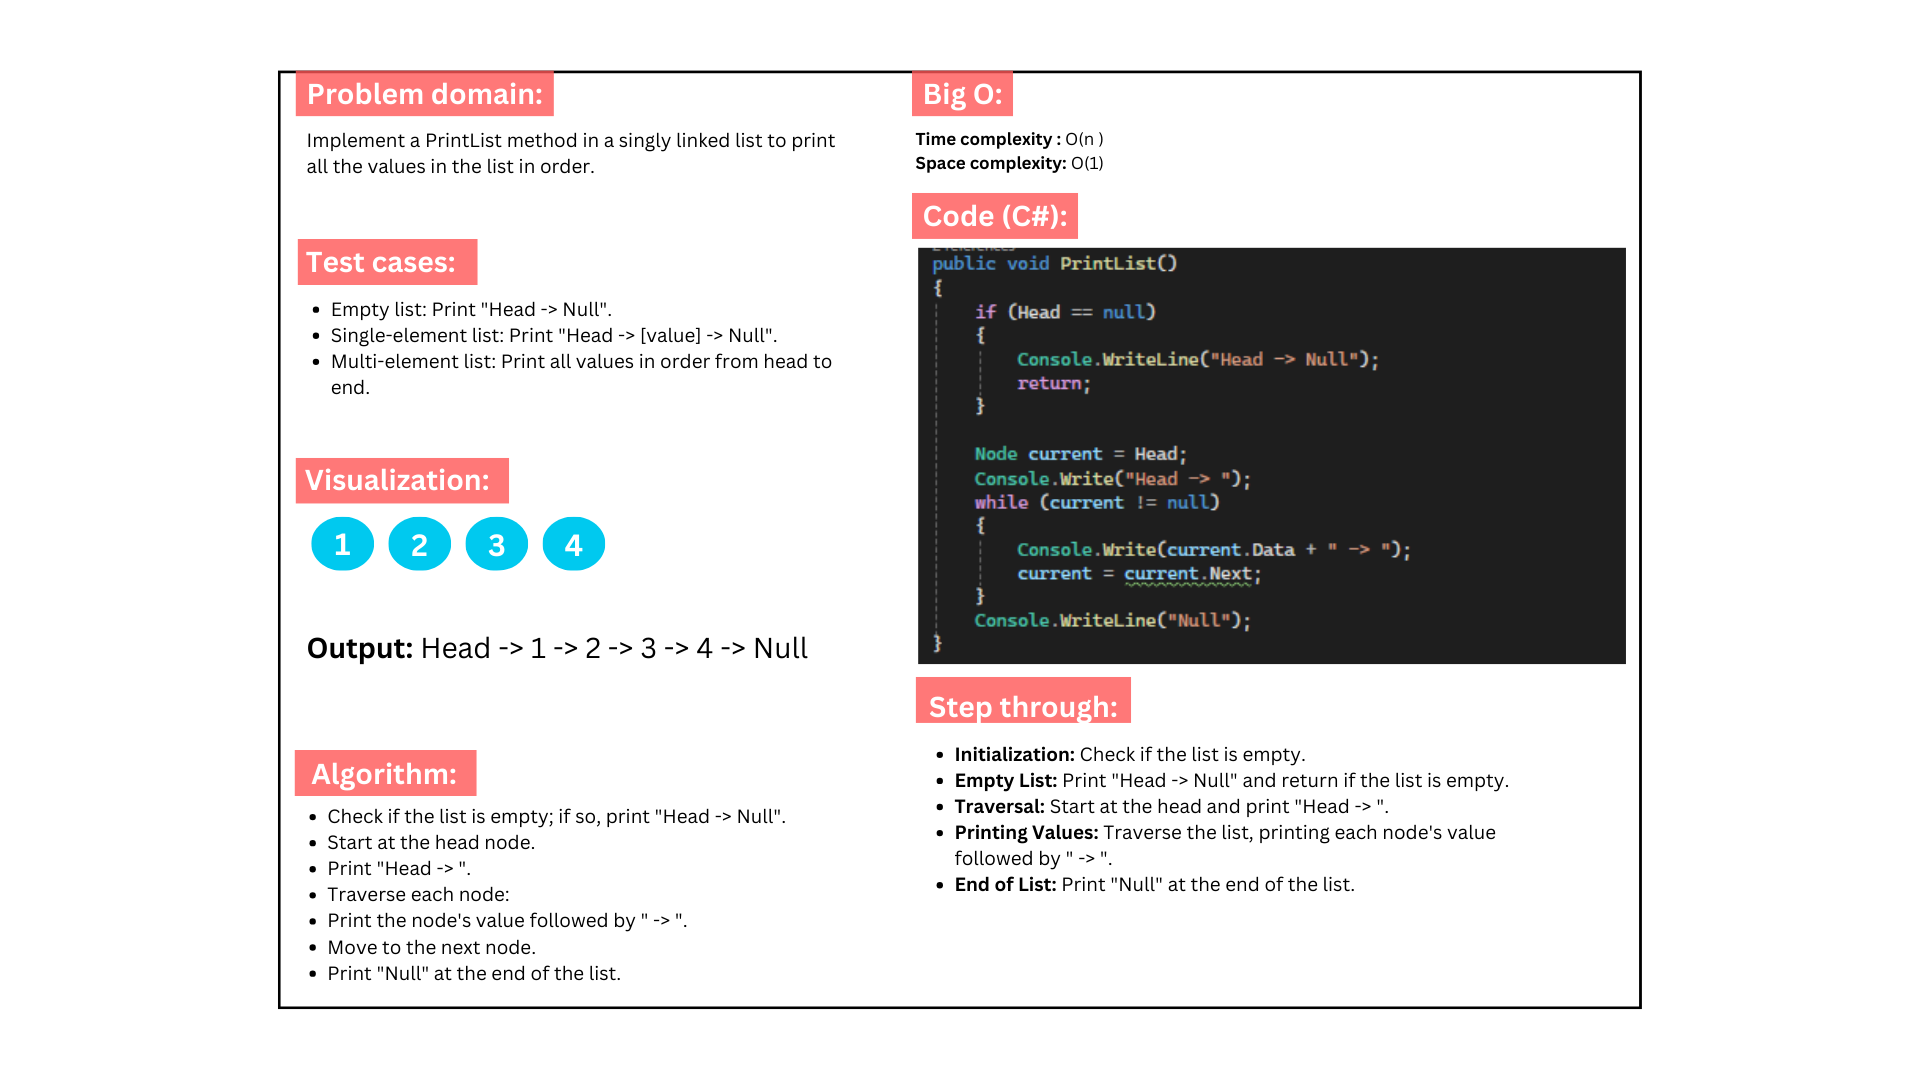 Problem domain:
Implement a PrintList method in a singly linked list to print
all the values in the list in order.
Test cases:
• Empty list: Print "Head -> Null".
• Single-element list: Print "Head -> [value] -> Null".
• Multi-element list: Print all values in order from head to
end.
Visualization:
1 2 3 4
Output: Head -> 1 -> 2 -> 3 -> 4 -> Null
Algorithm:
• Check if the list is empty; if so, print "Head -> Null".
• Start at the head node.
• Print "Head -> ".
• Traverse each node:
• Print the node's value followed by " -> ".
• Move to the next node.
• Print "Null" at the end of the list.
Big O:
Time complexity : O(n )
Space complexity: O(1)
Code (C#):
public void PrintList()
{
if (Head == null)
{
Console.WriteLine("Head -> Null");
return;
}
Node current = Head;
Console.Write("Head -> ");
while (current != null)
{
Console.Write(current.Data + " -> ");
current = current.Next;
}
Console.WriteLine("Null");
}
Step through:
• Initialization: Check if the list is empty.
• Empty List: Print "Head -> Null" and return if the list is empty.
• Traversal: Start at the head and print "Head -> ".
• Printing Values: Traverse the list, printing each node's value
followed by " -> ".
• End of List: Print "Null" at the end of the list.